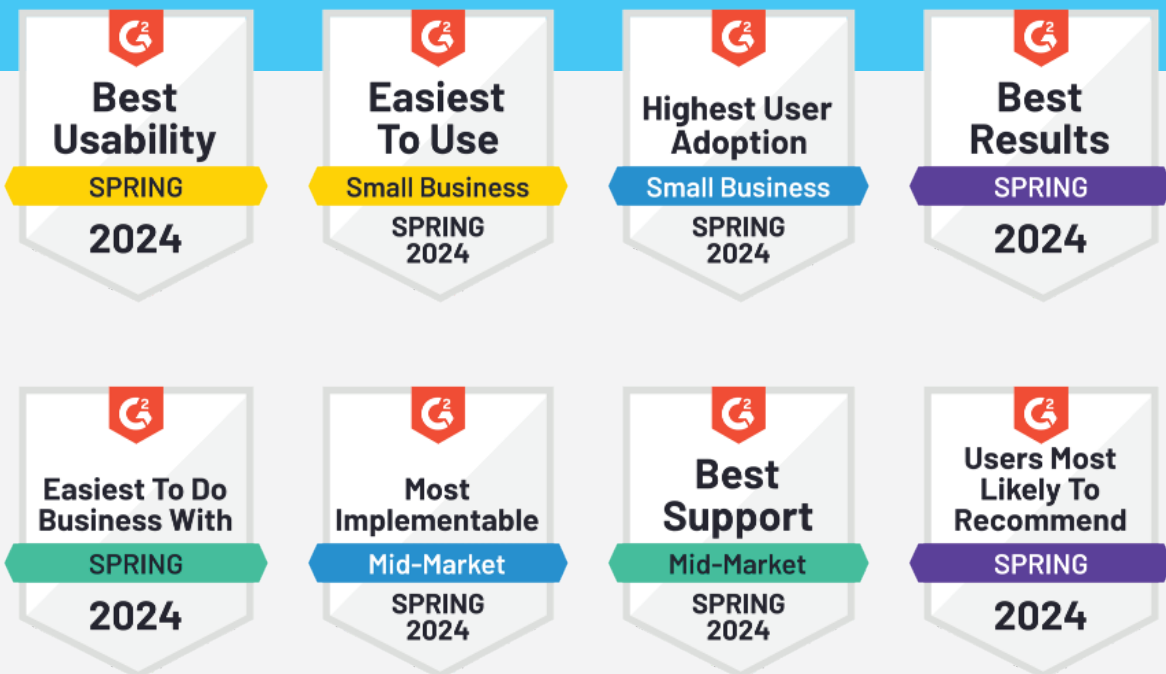 G2
Best
Usability
SPRING
2024
G2
Easiest
To Use
Small Business
SPRING
2024
G2
Highest User
Adoption
Small Business
SPRING
2024
G2
Best
Results
SPRING
2024
G2
Easiest To Do
Business With
SPRING
2024
G2
Most
Implementable
Mid-Market
SPRING
2024
G2
Best
Support
Mid-Market
SPRING
2024
G2
Users Most
Likely To
Recommend
SPRING
2024